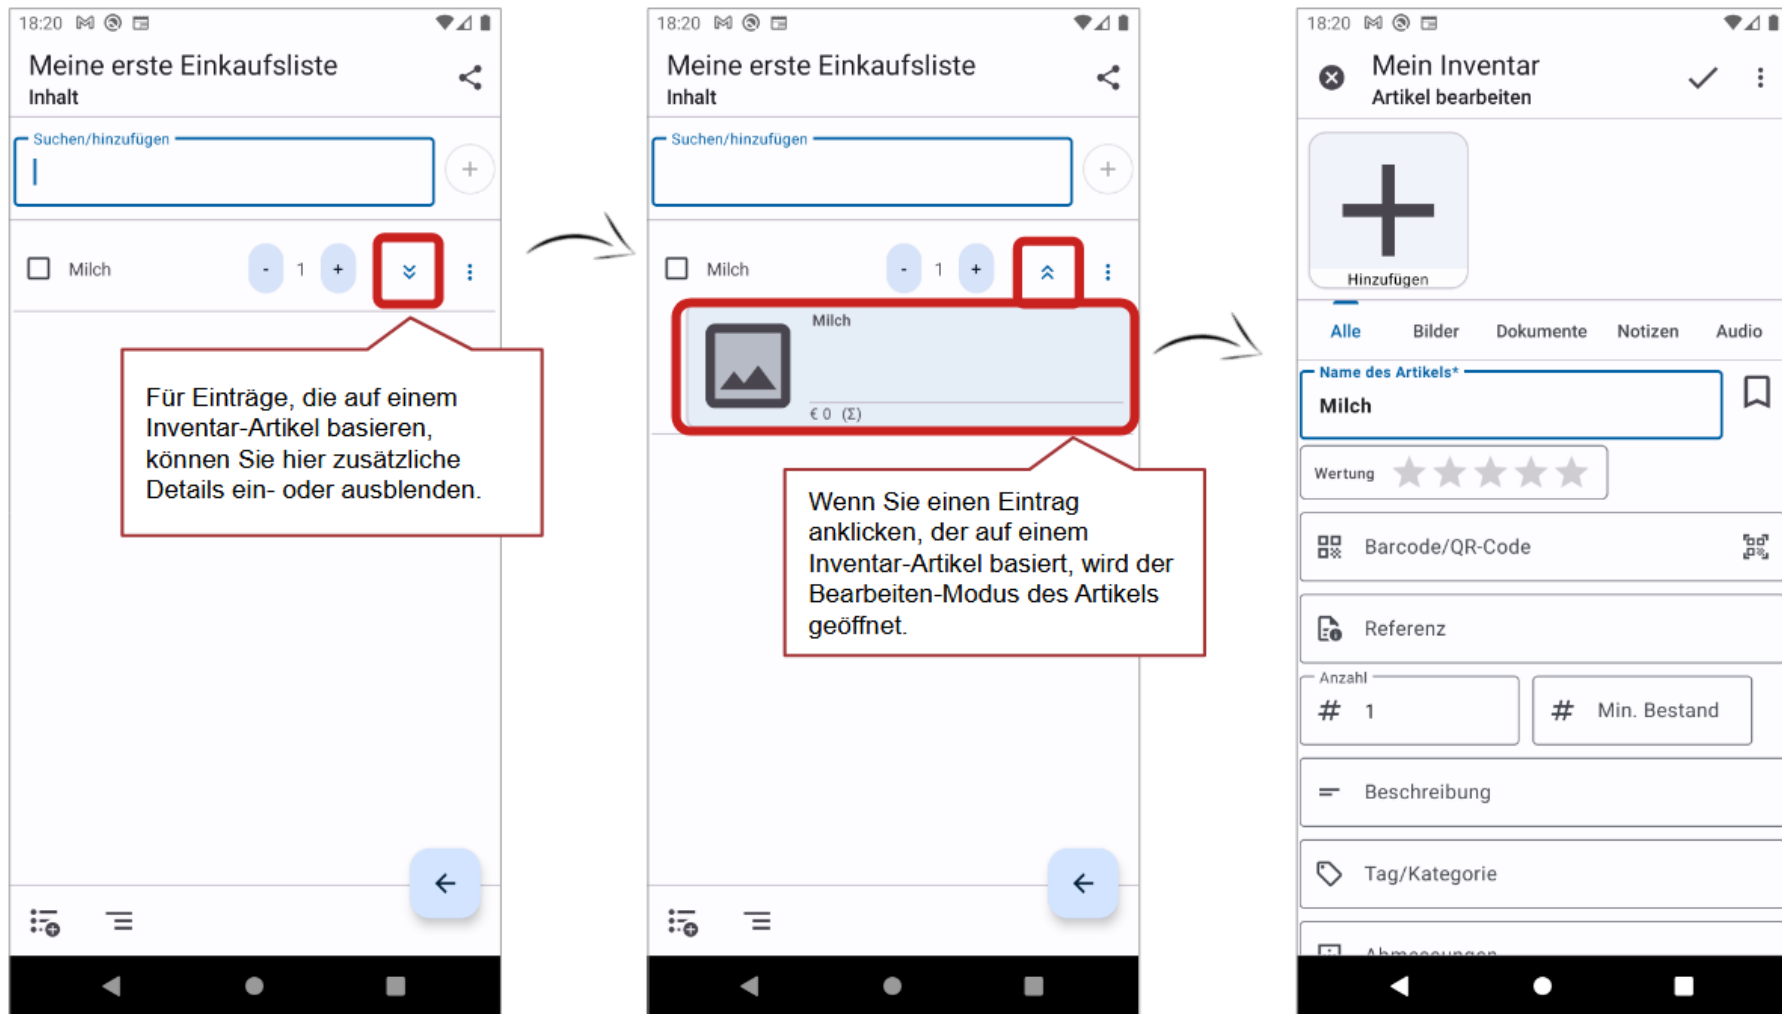 18:20
Meine erste Einkaufsliste
Inhalt
Suchen/hinzufügen
+
Milch
- 1 +
Für Einträge, die auf einem
Inventar-Artikel basieren,
können Sie hier zusätzliche
Details ein- oder ausblenden.
18:20
Meine erste Einkaufsliste
Inhalt
Suchen/hinzufügen
+
Milch
- 1 +
Milch
€ 0 (Σ)
Wenn Sie einen Eintrag
anklicken, der auf einem
Inventar-Artikel basiert, wird der
Bearbeiten-Modus des Artikels
geöffnet.
18:20
Mein Inventar
Artikel bearbeiten
Hinzufügen
Alle Bilder Dokumente Notizen Audio
Name des Artikels*
Milch
Wertung
Barcode/QR-Code
Referenz
Anzahl
# 1
# Min. Bestand
Beschreibung
Tag/Kategorie
Abmessungen